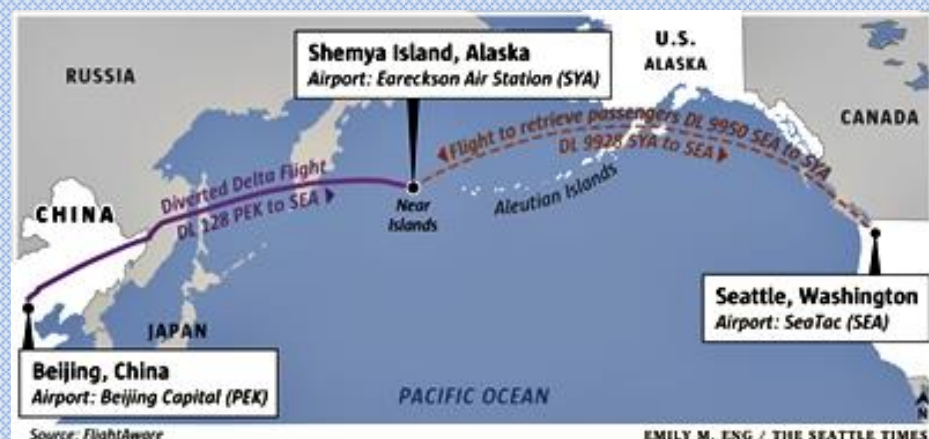 RUSSIA
Shemya Island, Alaska
Airport: Eareckson Air Station (SYA)
U.S.
ALASKA
CANADA
Flight to retrieve passengers DL 9950 SEA to SYA
DL 9928 SYA to SEA
Diverted Delta Flight
DL 128 PEK to SEA
CHINA
Near
Islands
Aleutian Islands
Seattle, Washington
Airport: SeaTac (SEA)
JAPAN
Beijing, China
Airport: Beijing Capital (PEK)
PACIFIC OCEAN
N
Source: FlightAware
EMILY M. ENG / THE SEATTLE TIMES